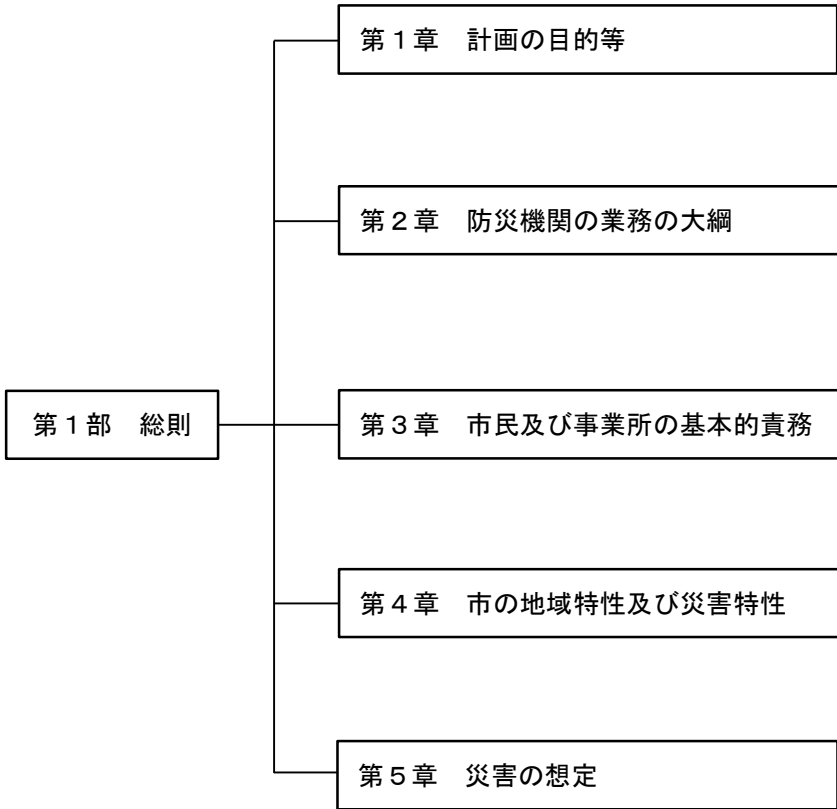 第１章　計画の目的等
第２章　防災機関の業務の大綱
第１部　総則
第３章　市民及び事業所の基本的責務
第４章　市の地域特性及び災害特性
第５章　災害の想定